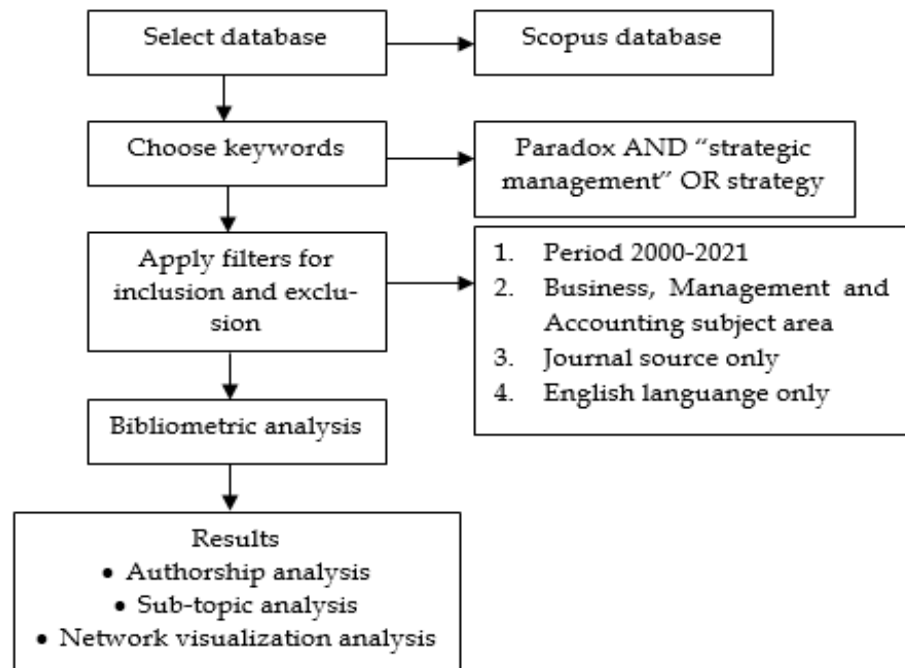 Select database
Scopus database
Choose keywords
Paradox AND “strategic
management” OR strategy
Apply filters for
inclusion and exclu-
sion
1. Period 2000-2021
2. Business, Management and
Accounting subject area
3. Journal source only
4. English languange only
Bibliometric analysis
Results
• Authorship analysis
• Sub-topic analysis
• Network visualization analysis